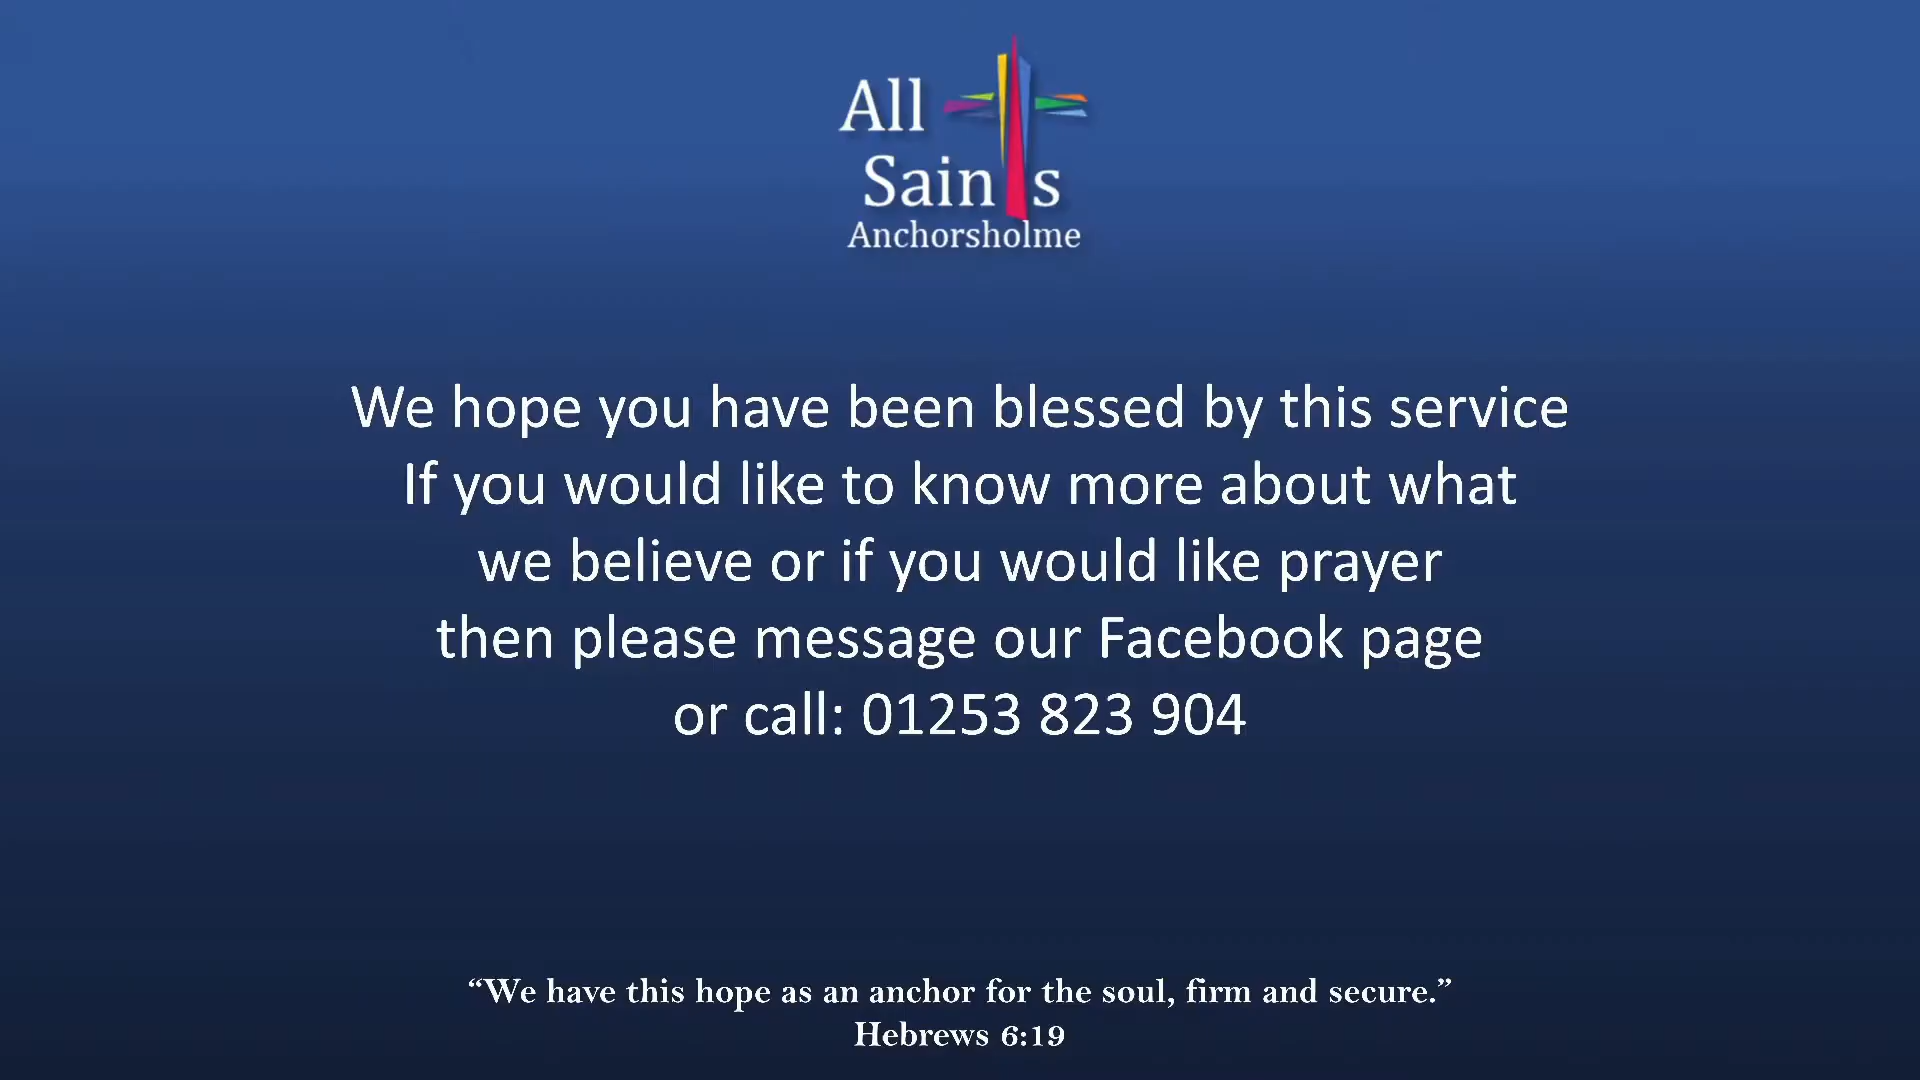 All
Saints
Anchorsholme
We hope you have been blessed by this service
If you would like to know more about what
we believe or if you would like prayer
then please message our Facebook page
or call: 01253 823 904
“We have this hope as an anchor for the soul, firm and secure.”
Hebrews 6:19